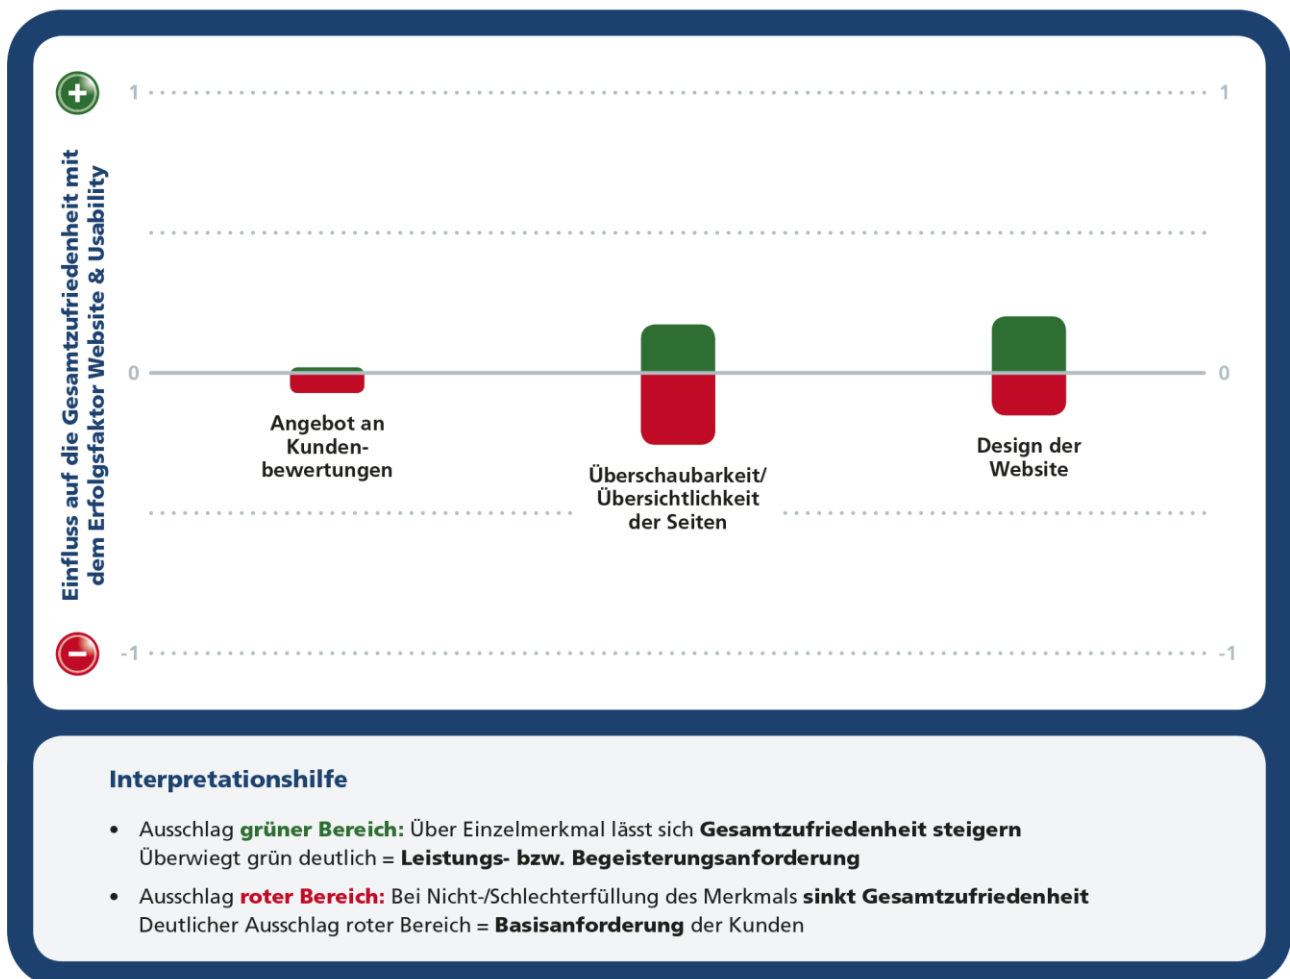 +
1
1
Einfluss auf die Gesamtzufriedenheit mit
dem Erfolgsfaktor Website & Usability
0
0
Angebot an
Kunden-
bewertungen
Überschaubarkeit/
Übersichtlichkeit
der Seiten
Design der
Website
−
-1
-1
Interpretationshilfe
• Ausschlag grüner Bereich: Über Einzelmerkmal lässt sich Gesamtzufriedenheit steigern
Überwiegt grün deutlich = Leistungs- bzw. Begeisterungsanforderung
• Ausschlag roter Bereich: Bei Nicht-/Schlechterfüllung des Merkmals sinkt Gesamtzufriedenheit
Deutlicher Ausschlag roter Bereich = Basisanforderung der Kunden